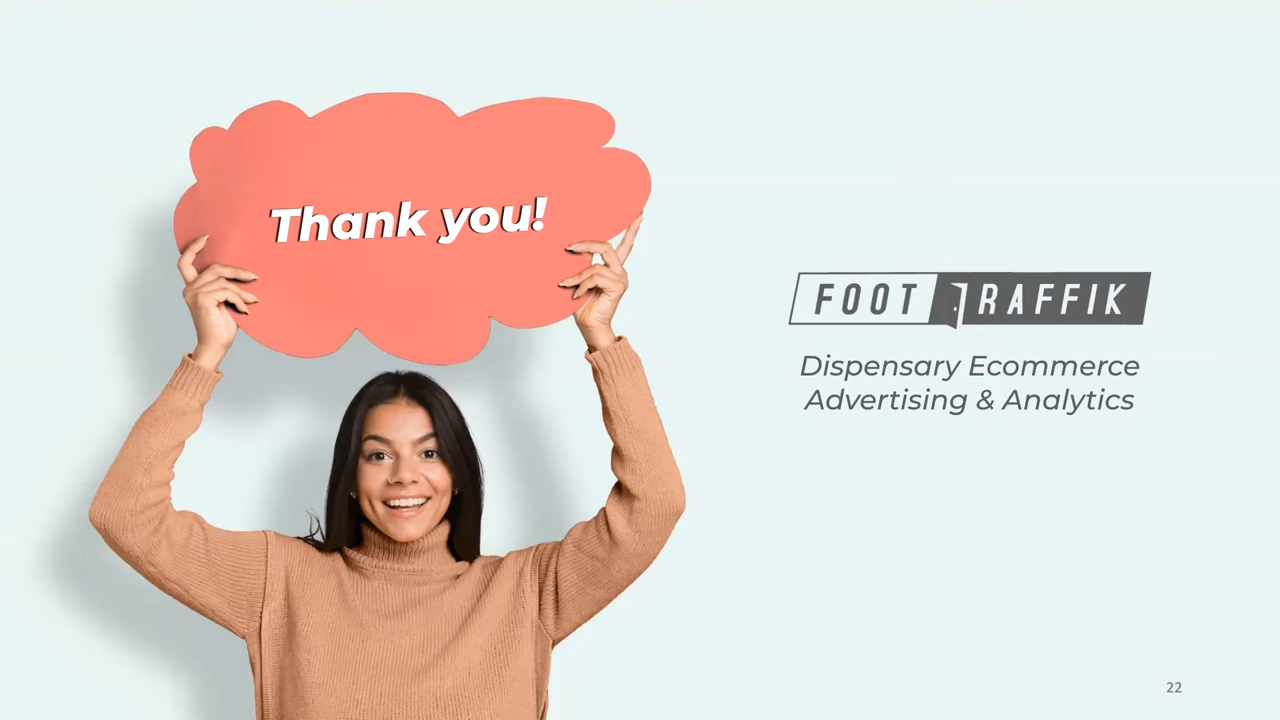 Thank you!
FOOT TRAFFIK
Dispensary Ecommerce
Advertising & Analytics
22